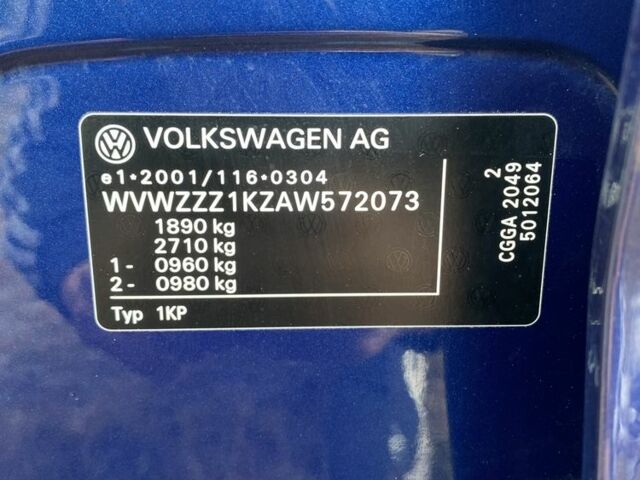 VOLKSWAGEN AG
e1*2001/116*0304
WVWZZZ1KZAW572073
1890 kg
2710 kg
1- 0960 kg
2- 0980 kg
Typ 1KP
2
CGGA 2049
5012064